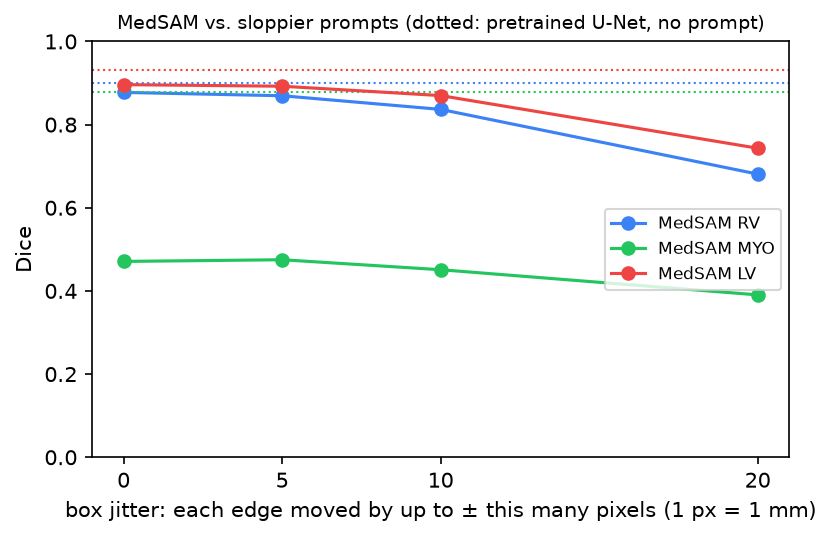 MedSAM vs. sloppier prompts (dotted: pretrained U-Net, no prompt)
1.0
0.8
0.6
0.4
0.2
0.0
Dice
MedSAM RV
MedSAM MYO
MedSAM LV
0
5
10
20
box jitter: each edge moved by up to ± this many pixels (1 px = 1 mm)